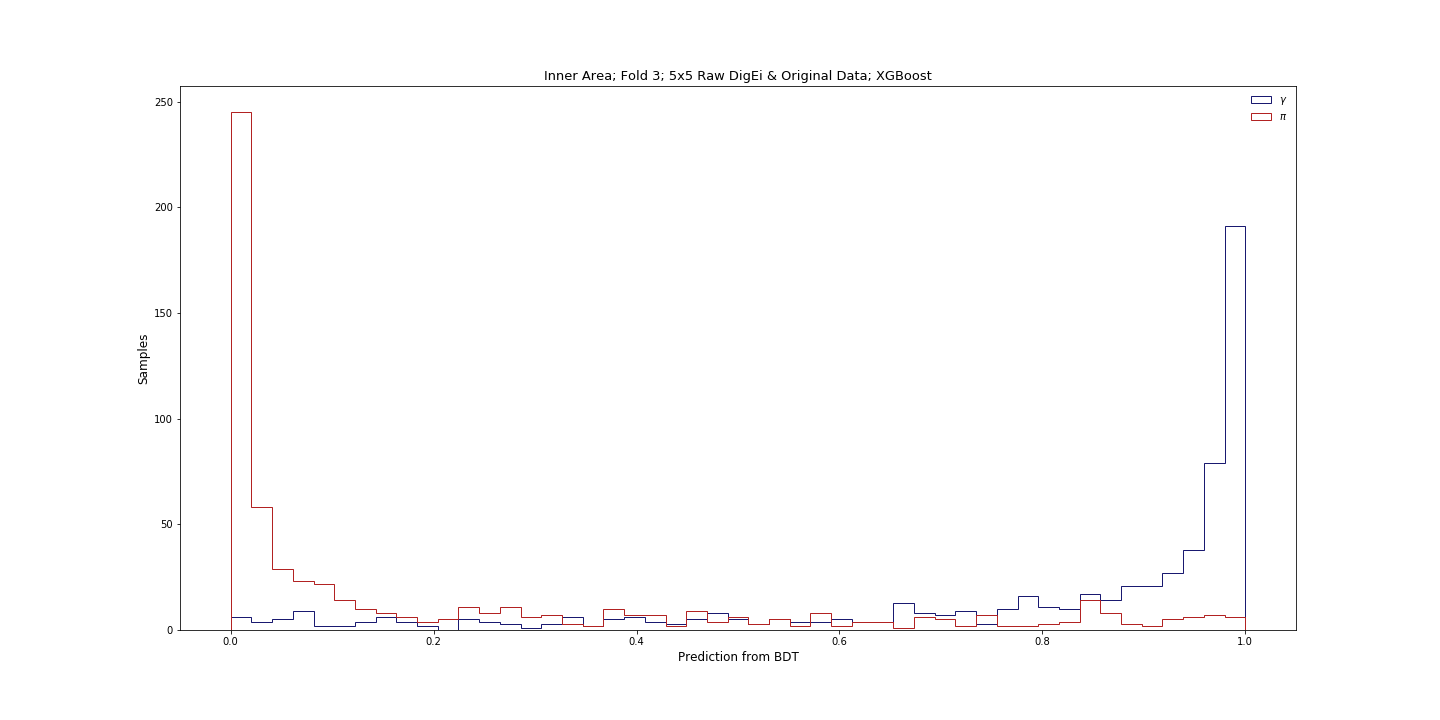 Inner Area; Fold 3; 5x5 Raw DigEi & Original Data; XGBoost
γ
π
Samples
250
200
150
100
50
0
0.0 0.2 0.4 0.6 0.8 1.0
Prediction from BDT